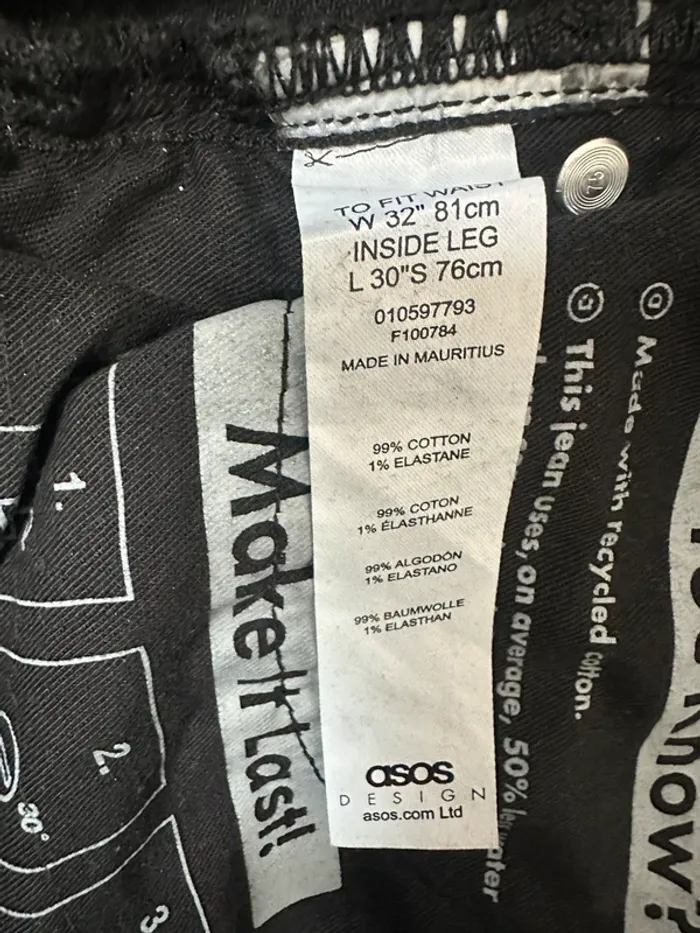 TO FIT WAIST
W 32" 81cm
INSIDE LEG
L 30"S 76cm
010597793
F100784
MADE IN MAURITIUS
99% COTTON
1% ELASTANE
99% COTON
1% ÉLASTHANNE
99% ALGODÓN
1% ELASTANO
99% BAUMWOLLE
1% ELASTHAN
asos
DESIGN
asos.com Ltd
Make It Last!
1.
2.
30°
3.
Know?
Made with recycled cotton.
This jean uses, on average, 50%